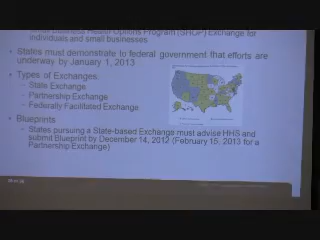 Options Program (SHOP) Exchange for
individuals and small businesses
• States must demonstrate to federal government that efforts are
underway by January 1, 2013
• Types of Exchanges:
– State Exchange
– Partnership Exchange
– Federally Facilitated Exchange
• Blueprints
– States pursuing a State-based Exchange must advise HHS and
submit Blueprint by December 14, 2012 (February 15, 2013 for a
Partnership Exchange)